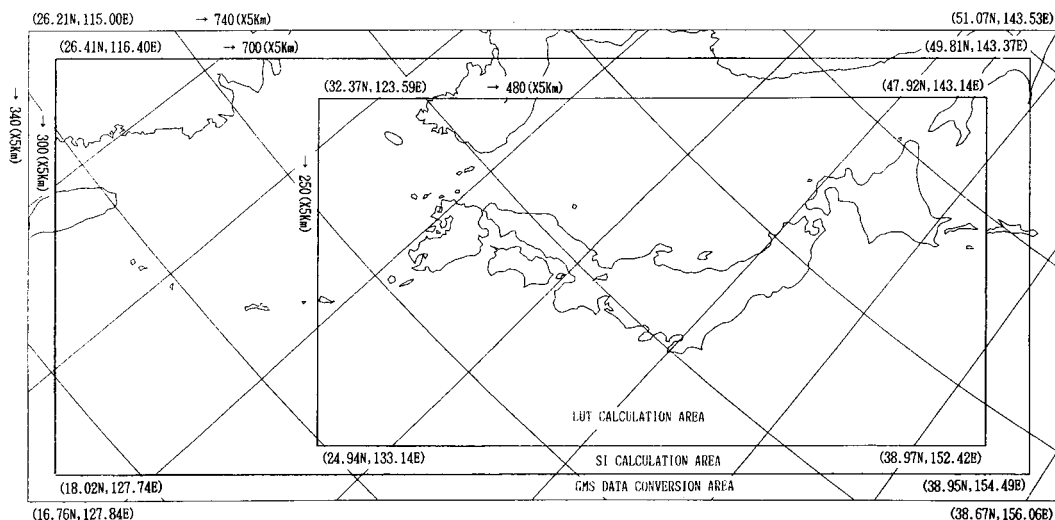 (26.21N,115.00E) → 740(X5Km) (51.07N,143.53E)
(26.41N,116.40E) → 700(X5Km) (49.81N,143.37E)
(32.37N,123.59E) → 480(X5Km) (47.92N,143.14E)
→ 340(X5Km)
→ 300(X5Km)
→ 250(X5Km)
LUT CALCULATION AREA
(24.94N,133.14E) SI CALCULATION AREA (38.97N,152.42E)
(18.02N,127.74E) GMS DATA CONVERSION AREA (38.95N,154.49E)
(16.76N,127.84E) (38.67N,156.06E)